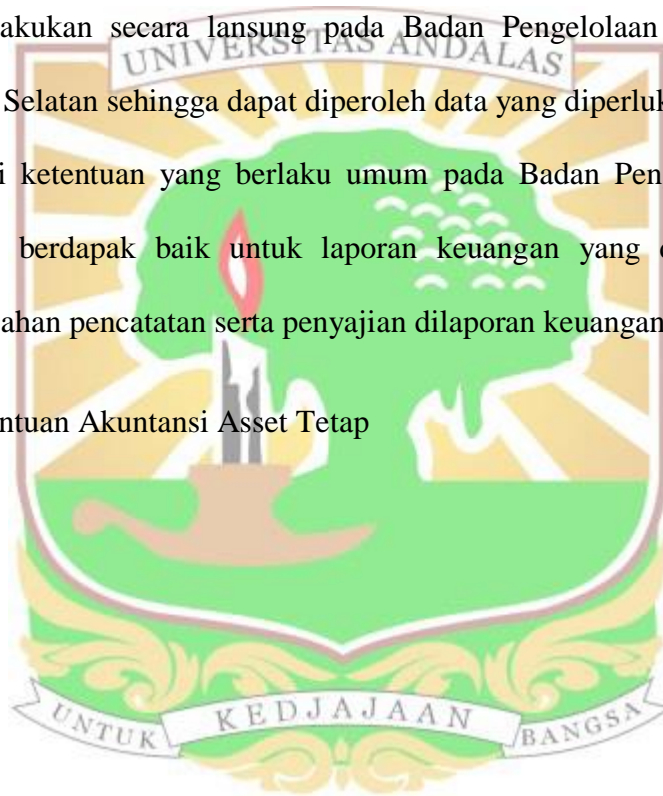 akukan secara lansung pada Badan Pengelolaan
UNIVERSITAS ANDALAS
Selatan sehingga dapat diperoleh data yang diperluk
i ketentuan yang berlaku umum pada Badan Pen
berdapak baik untuk laporan keuangan yang
ahan pencatatan serta penyajian dilaporan keuangan
ntuan Akuntansi Asset Tetap
UNTUK KEDJAJAAN BANGSA